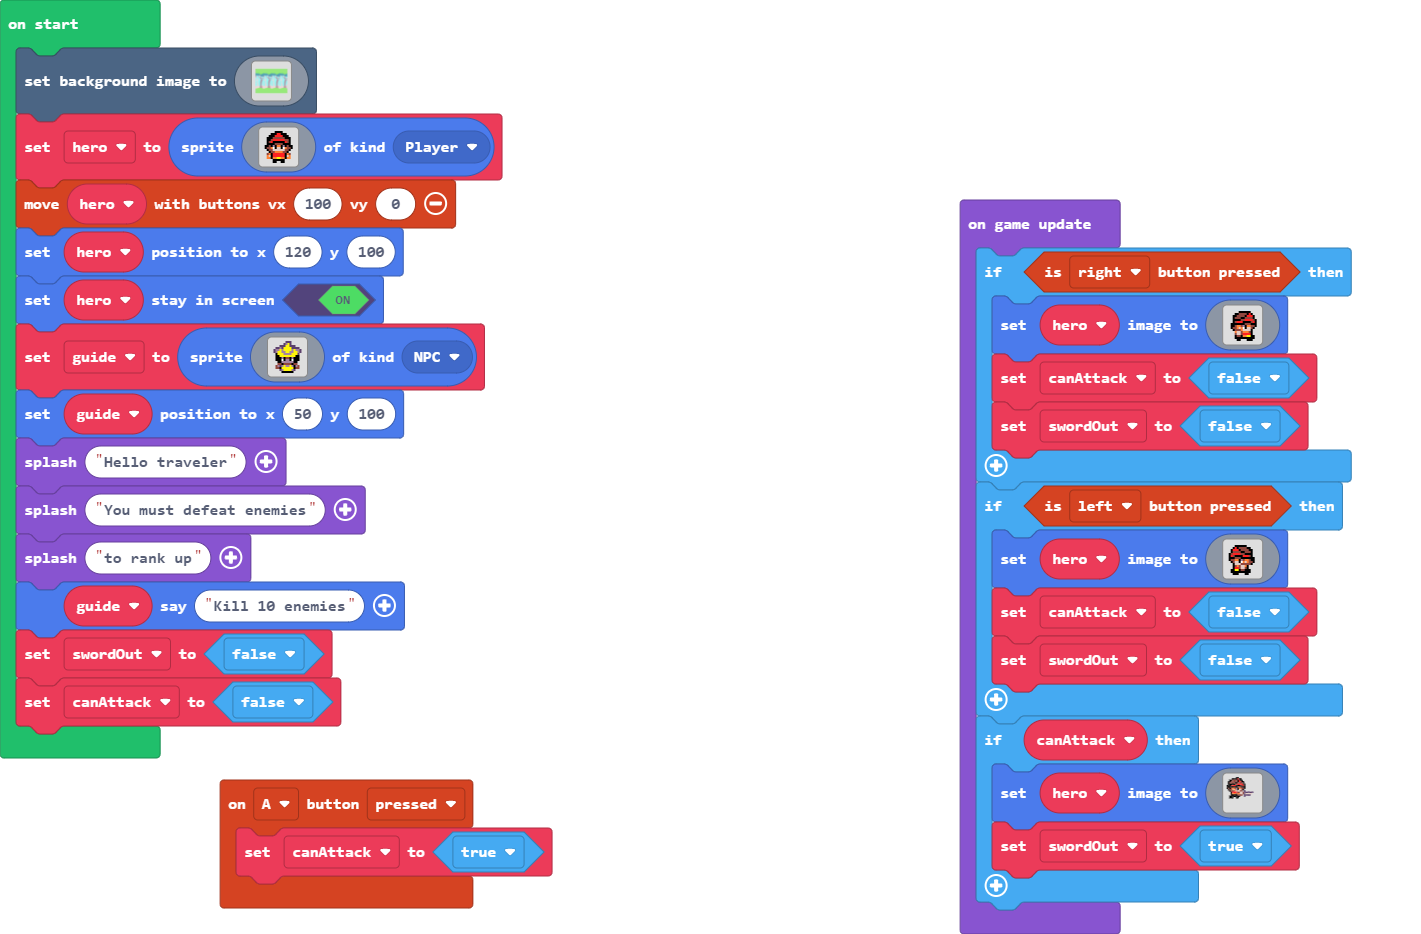 on start
set background image to
set hero to sprite of kind Player
move hero with buttons vx 100 vy 0
set hero position to x 120 y 100
set hero stay in screen ON
set guide to sprite of kind NPC
set guide position to x 50 y 100
splash "Hello traveler"
splash "You must defeat enemies"
splash "to rank up"
guide say "Kill 10 enemies"
set swordOut to false
set canAttack to false
on A button pressed
set canAttack to true
on game update
if is right button pressed then
set hero image to
set canAttack to false
set swordOut to false
if is left button pressed then
set hero image to
set canAttack to false
set swordOut to false
if canAttack then
set hero image to
set swordOut to true